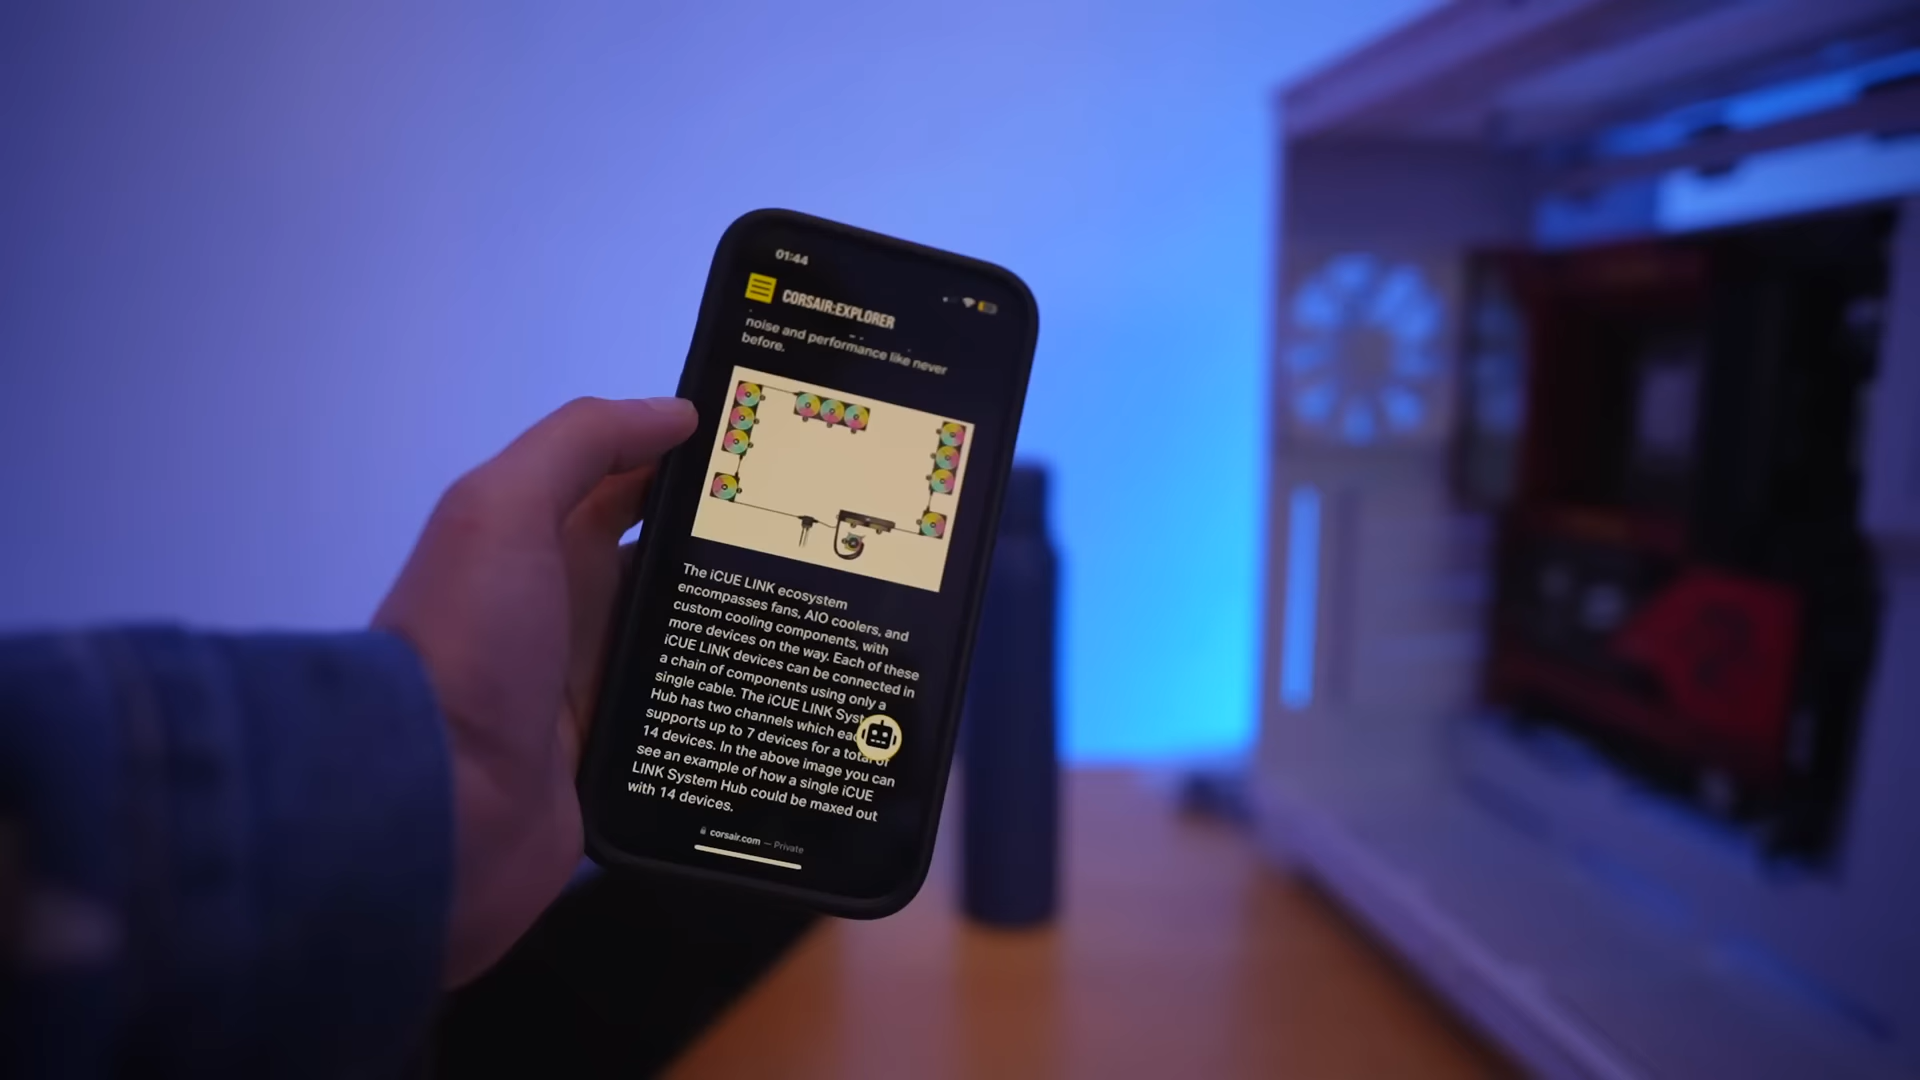 01:44
CORSAIR:EXPLORER
noise and performance like never
before.
The iCUE LINK ecosystem
encompasses fans, AIO coolers, and
custom cooling components, with
more devices on the way. Each of these
iCUE LINK devices can be connected in
a chain of components using only a
single cable. The iCUE LINK
Hub has two channels which
supports up to 7 devices for a total of
14 devices. In the above image you can
see an example of how a single iCUE
LINK System Hub could be maxed out
with 14 devices.
corsair.com — Private